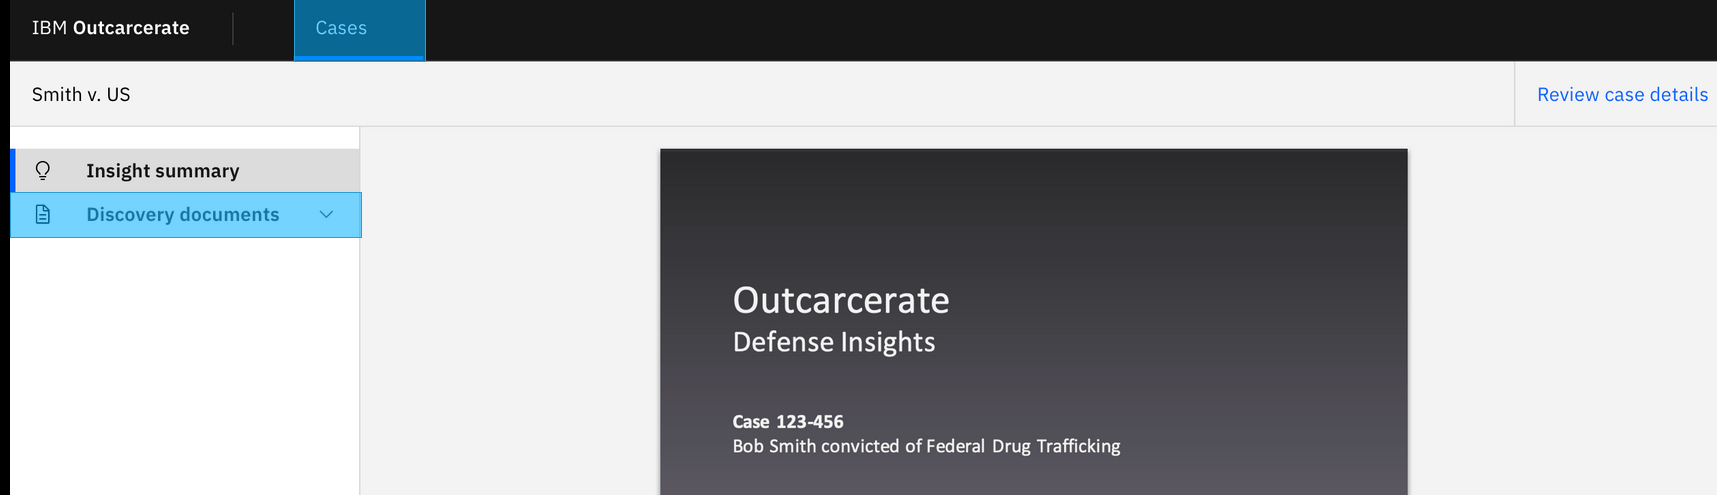 IBM Outcarcerate
Cases
Smith v. US
Review case details
Insight summary
Discovery documents
Outcarcerate
Defense Insights
Case 123-456
Bob Smith convicted of Federal Drug Trafficking